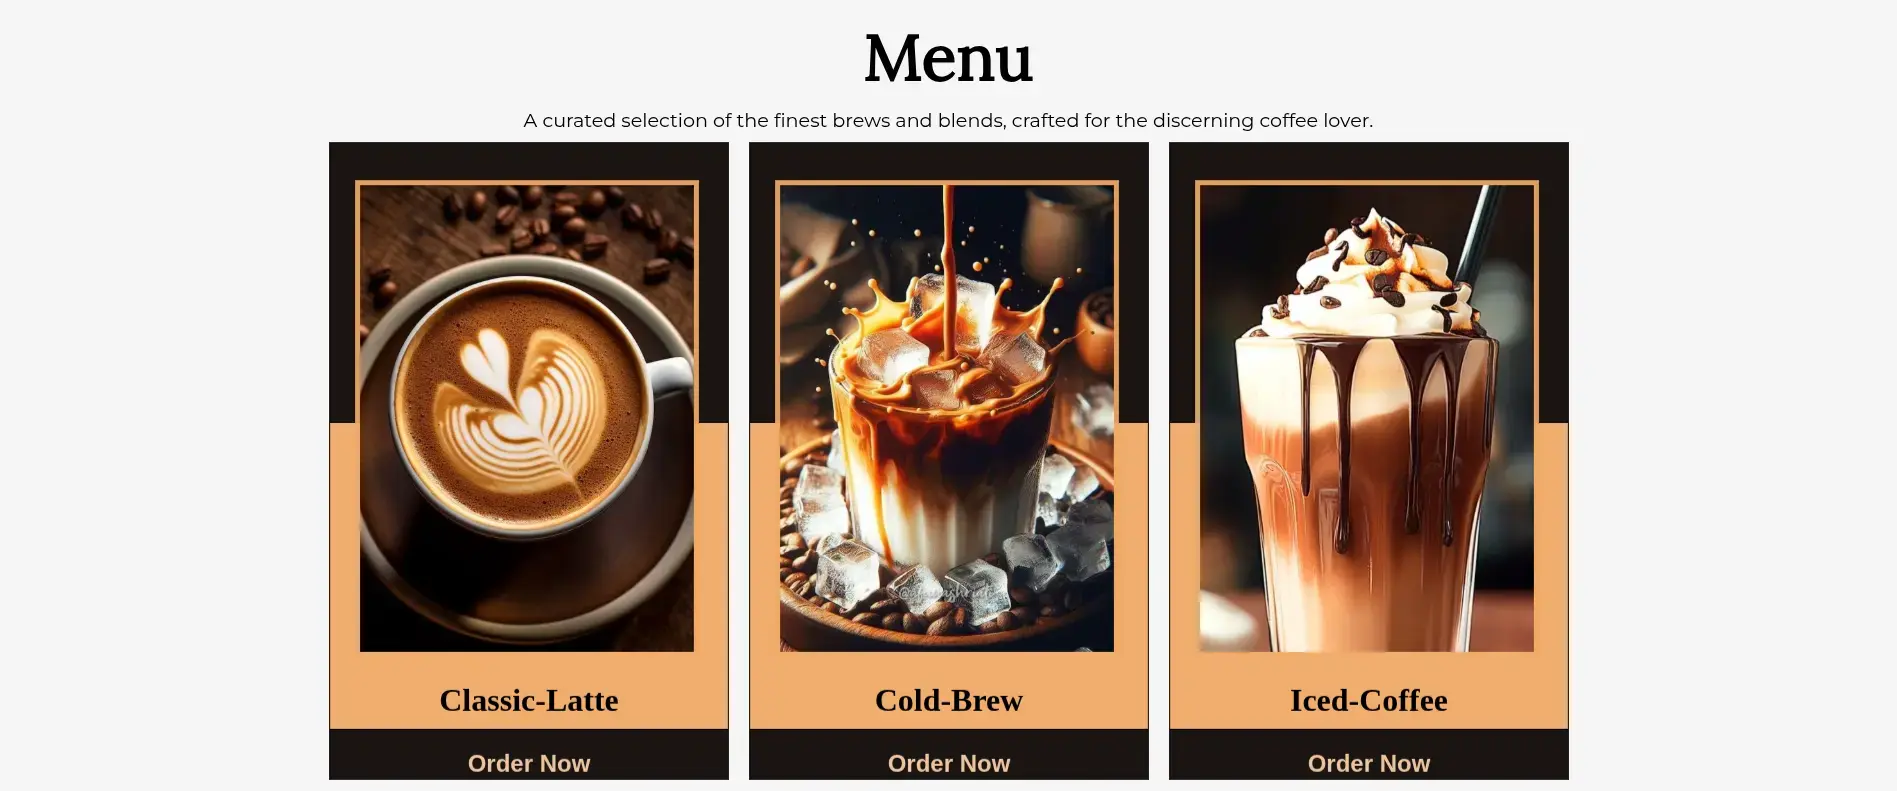 Menu
A curated selection of the finest brews and blends, crafted for the discerning coffee lover.
Classic-Latte
Cold-Brew
Iced-Coffee
Order Now
Order Now
Order Now